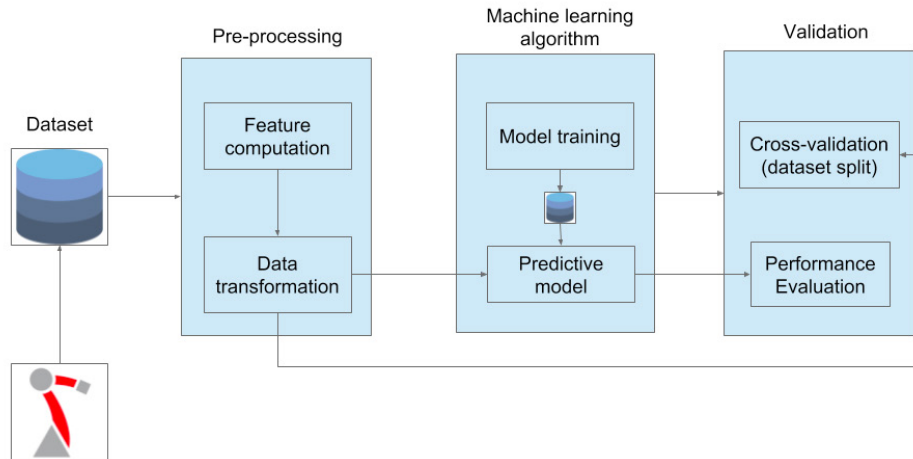 Pre-processing
Machine learning
algorithm
Validation
Dataset
Feature
computation
Model training
Cross-validation
(dataset split)
Data
transformation
Predictive
model
Performance
Evaluation